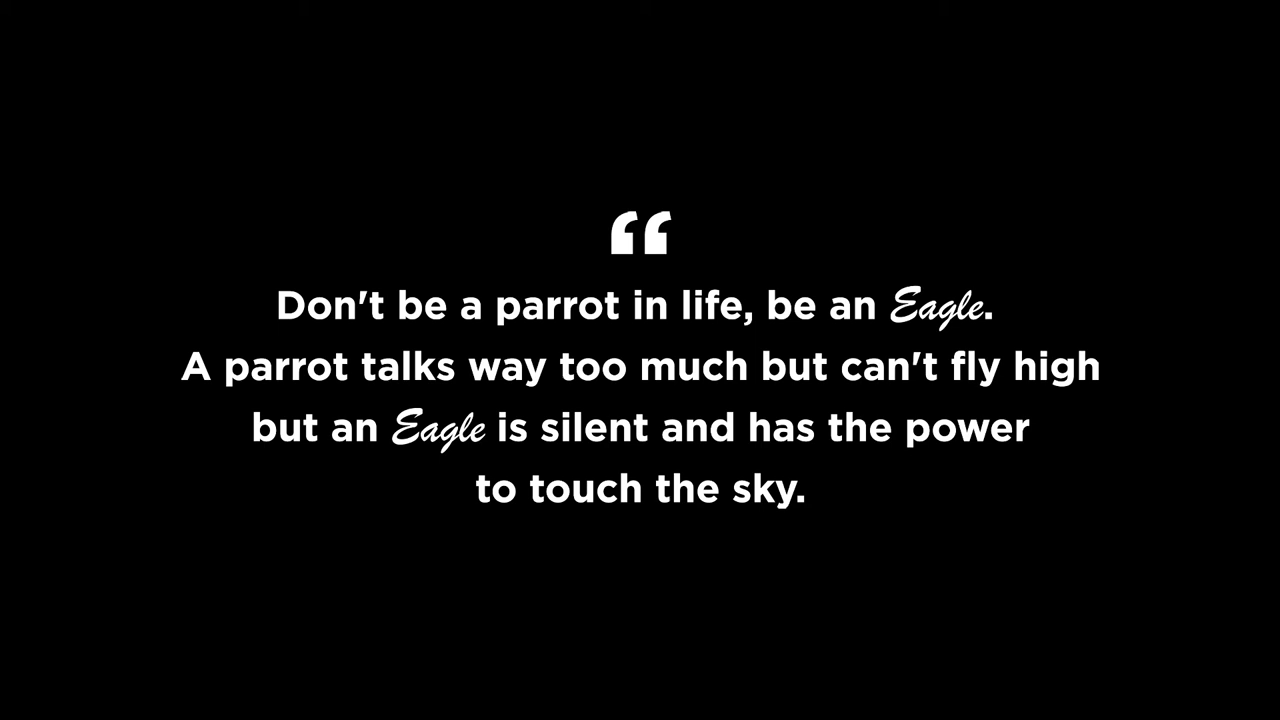 “
Don't be a parrot in life, be an Eagle.
A parrot talks way too much but can't fly high
but an Eagle is silent and has the power
to touch the sky.